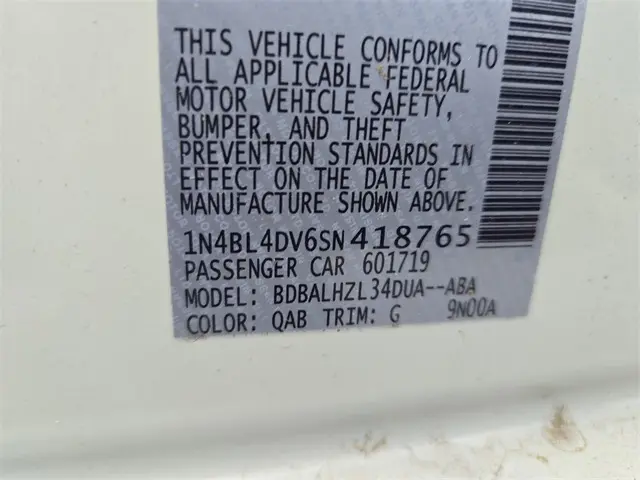 THIS VEHICLE CONFORMS TO
ALL APPLICABLE FEDERAL
MOTOR VEHICLE SAFETY,
BUMPER, AND THEFT
PREVENTION STANDARDS IN
EFFECT ON THE DATE OF
MANUFACTURE SHOWN ABOVE.
1N4BL4DV6SN418765
PASSENGER CAR 601719
MODEL: BDBALHZL34DUA--ABA
COLOR: QAB TRIM: G 9N00A